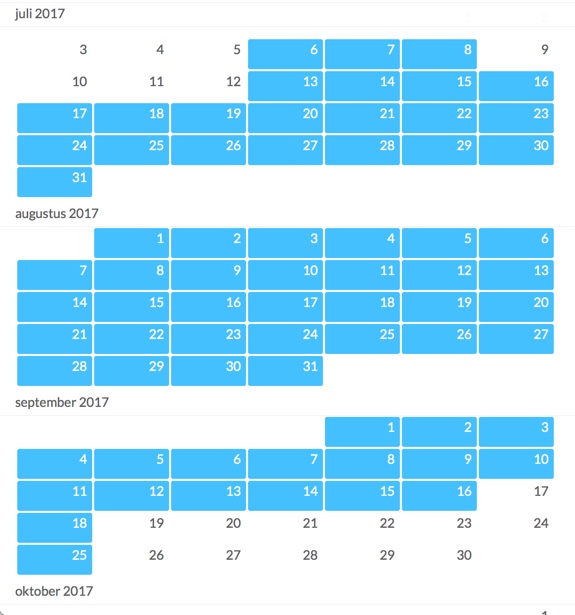 juli 2017
3 4 5 6 7 8 9
10 11 12 13 14 15 16
17 18 19 20 21 22 23
24 25 26 27 28 29 30
31
augustus 2017
1 2 3 4 5 6
7 8 9 10 11 12 13
14 15 16 17 18 19 20
21 22 23 24 25 26 27
28 29 30 31
september 2017
1 2 3
4 5 6 7 8 9 10
11 12 13 14 15 16 17
18 19 20 21 22 23 24
25 26 27 28 29 30
oktober 2017